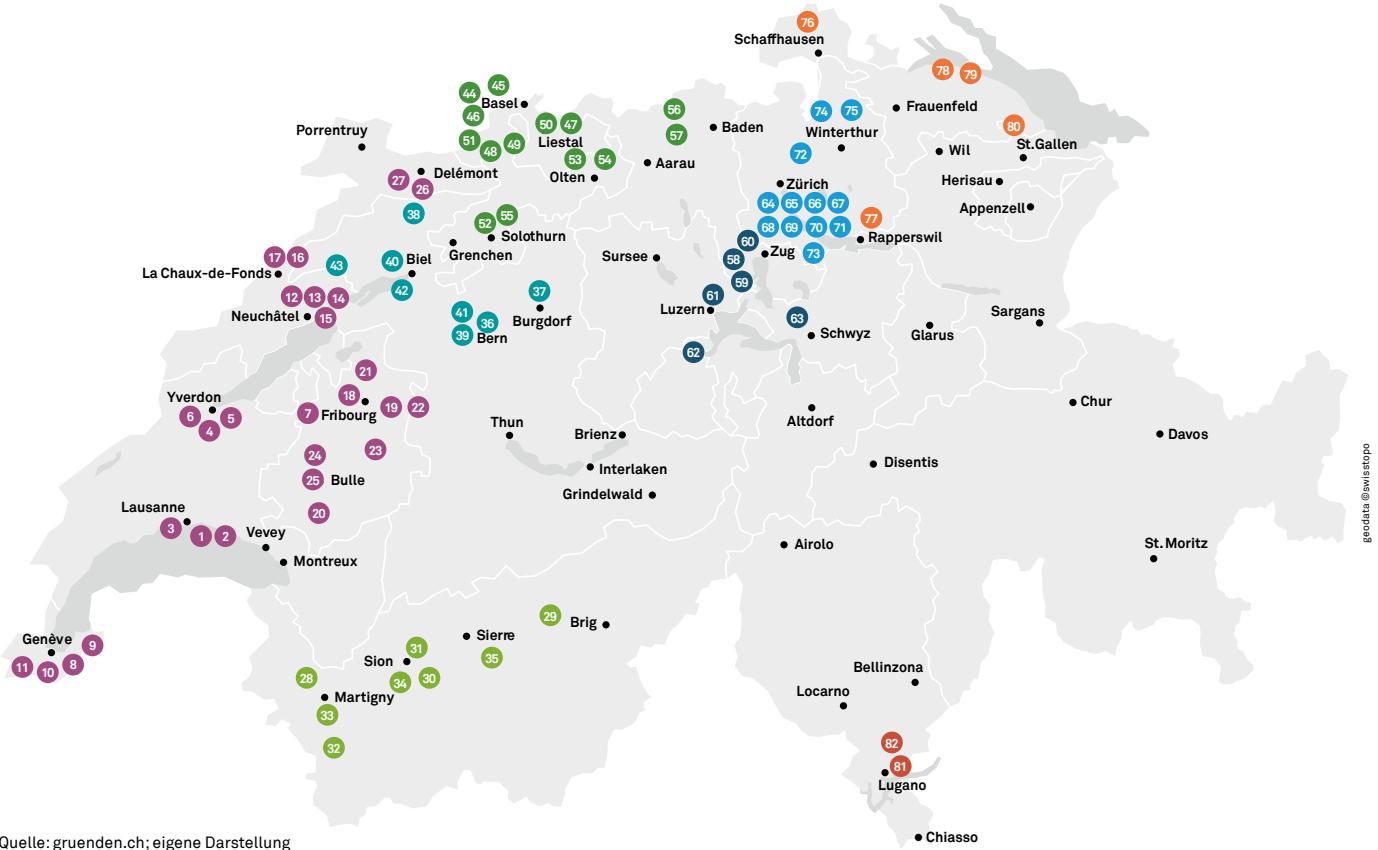 76
Schaffhausen
78
79
45
44
Basel
46
56
74
75
Frauenfeld
50
47
Baden
80
Porrentruy
57
Winterthur
51
48
49
Liestal
St.Gallen
53
54
Aarau
72
Wil
Delémont
Olten
Zürich
Herisau
27
26
64
65
66
67
Appenzell
38
55
77
52
68
69
70
71
Solothurn
60
Rapperswil
Grenchen
17
16
43
40
Biel
Sursee
58
Zug
73
La Chaux-de-Fonds
59
42
37
61
12
13
14
41
Luzern
Sargans
Neuchâtel
15
36
Burgdorf
63
Schwyz
Glarus
39
Bern
62
21
Yverdon
18
Chur
6
5
7
Fribourg
19
22
Altdorf
4
Thun
Brienz
Davos
24
23
Disentis
25
Bulle
Interlaken
Grindelwald
Lausanne
20
3
1
2
Vevey
Airolo
St.Moritz
Montreux
29
Brig
Genève
9
Sierre
11
10
8
31
35
Sion
Bellinzona
28
34
30
Martigny
Locarno
33
32
82
81
Lugano
Chiasso
geodata ©swisstopo
Quelle: gruenden.ch; eigene Darstellung